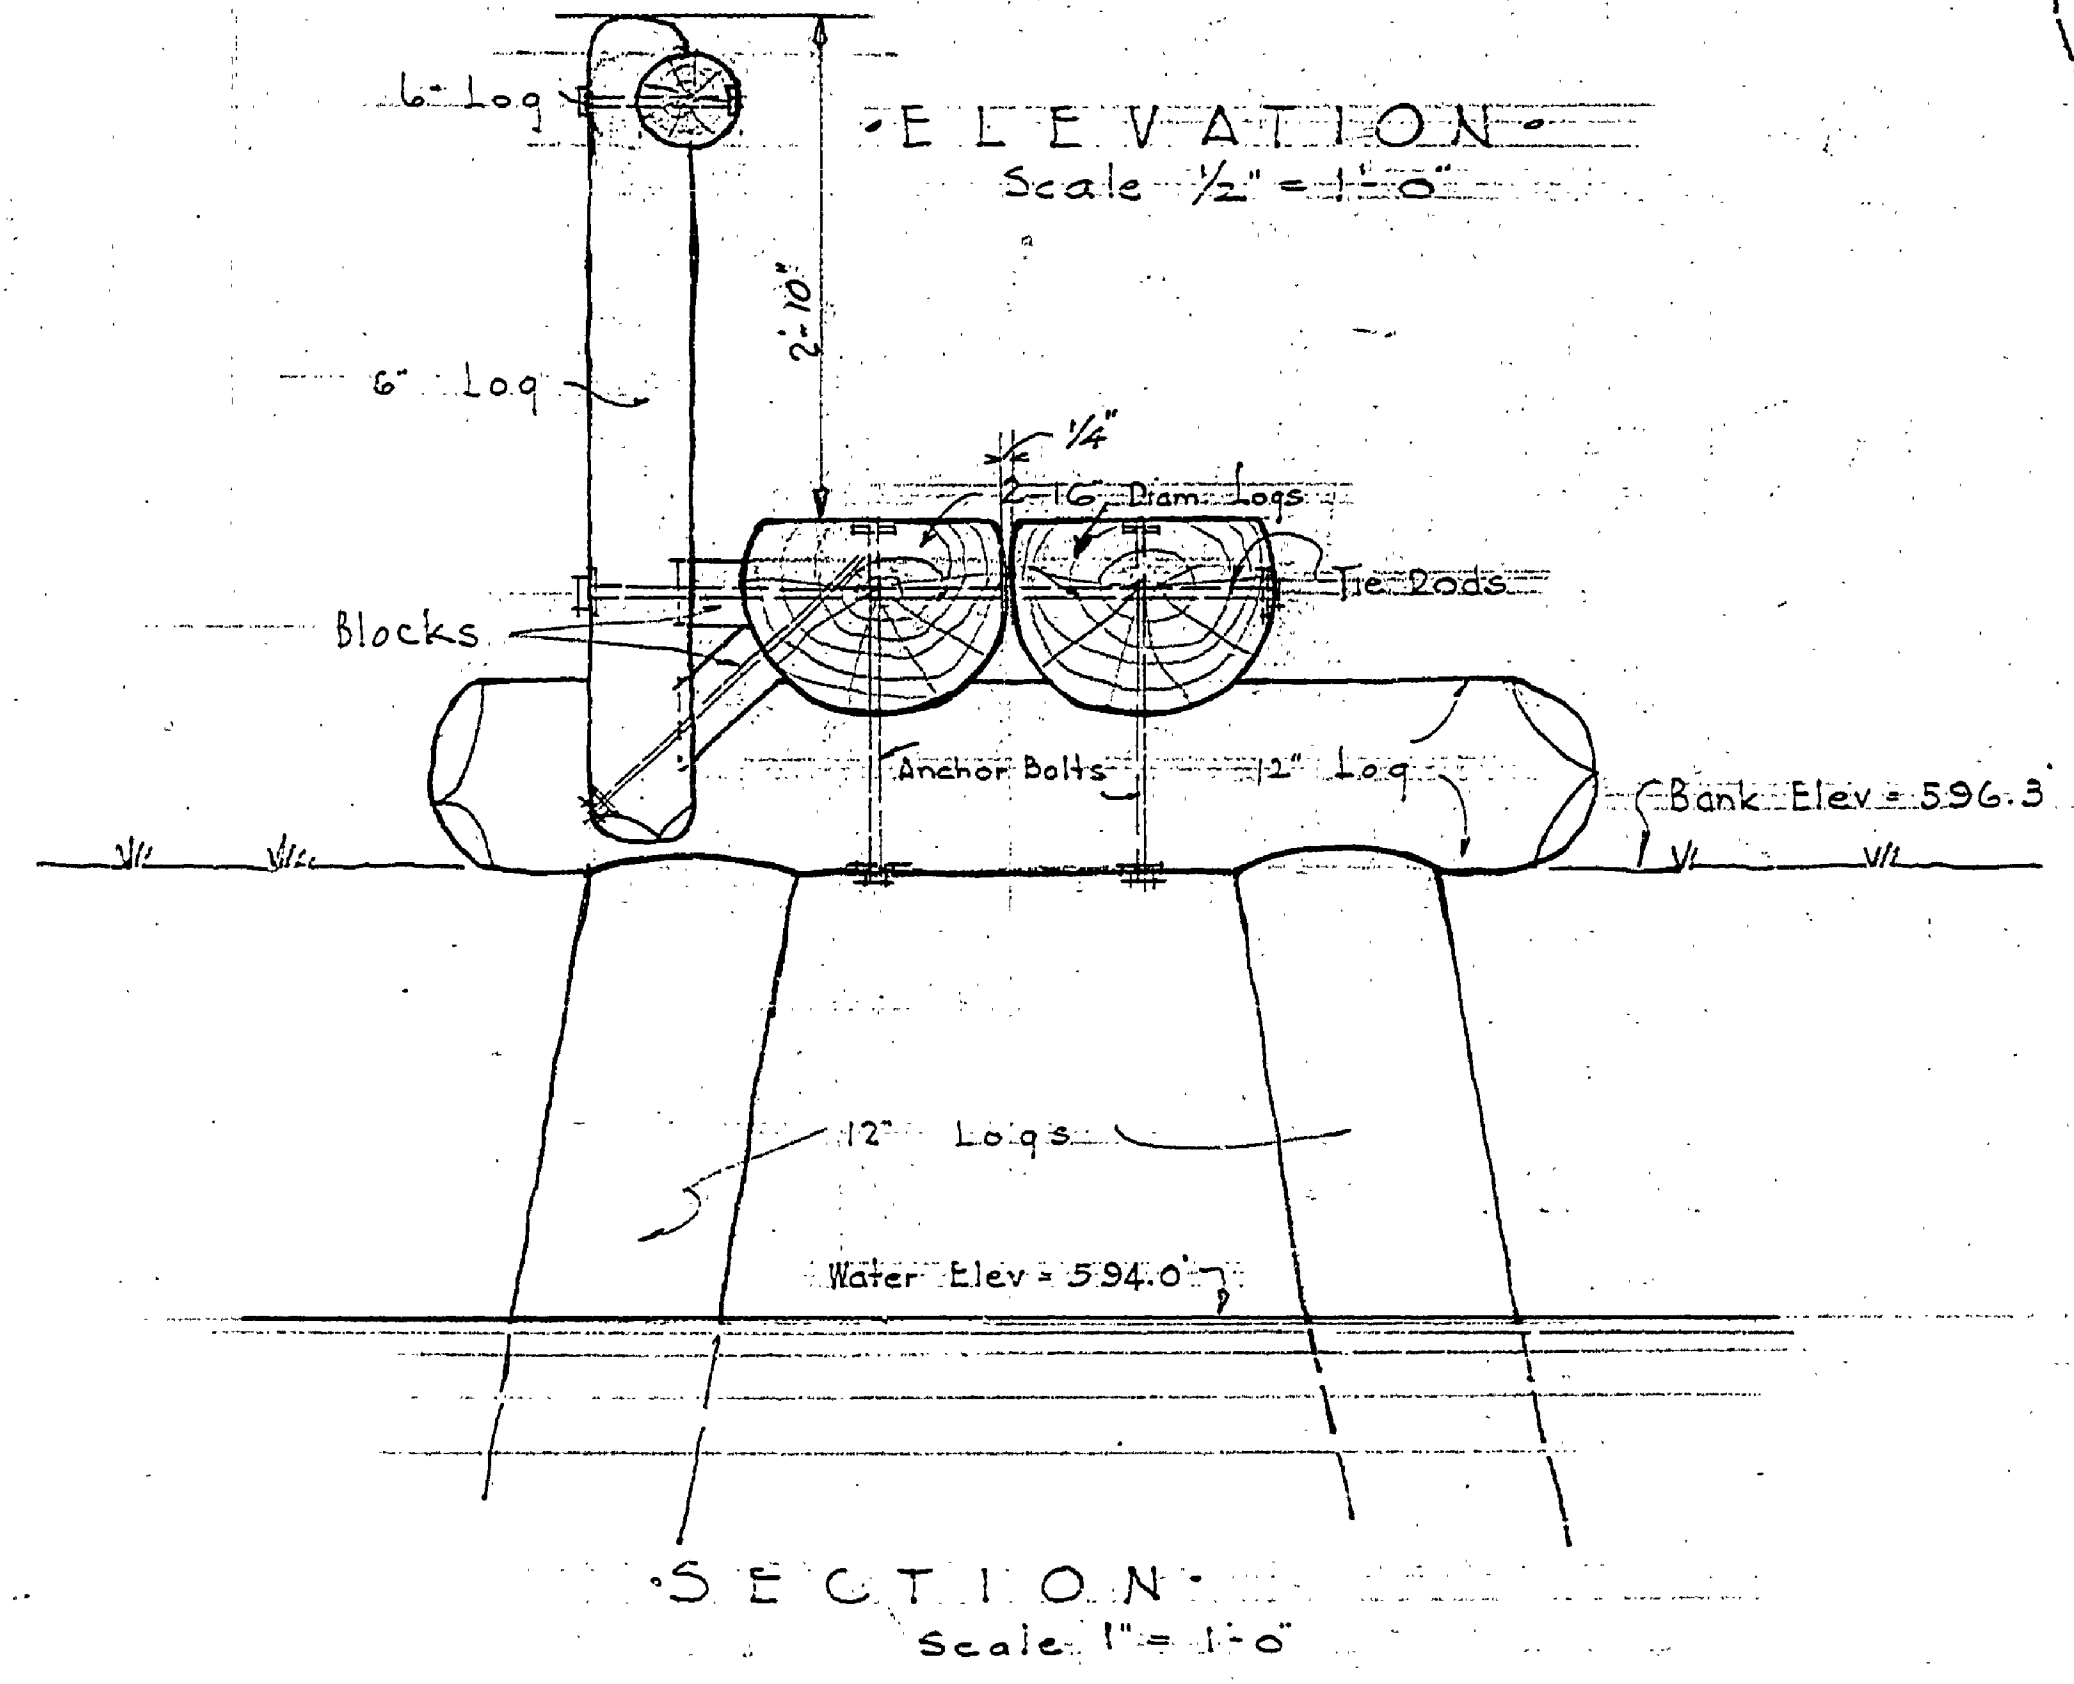 6" Log
·ELEVATION·
Scale 1/2" = 1'-0"
2'-10"
6" Log
1/4"
2-16" Diam. Logs
Tie Rods
Blocks
Anchor Bolts
12" Log
Bank Elev = 596.3'
12" Logs
Water Elev = 594.0'
·SECTION·
Scale 1" = 1'-0"